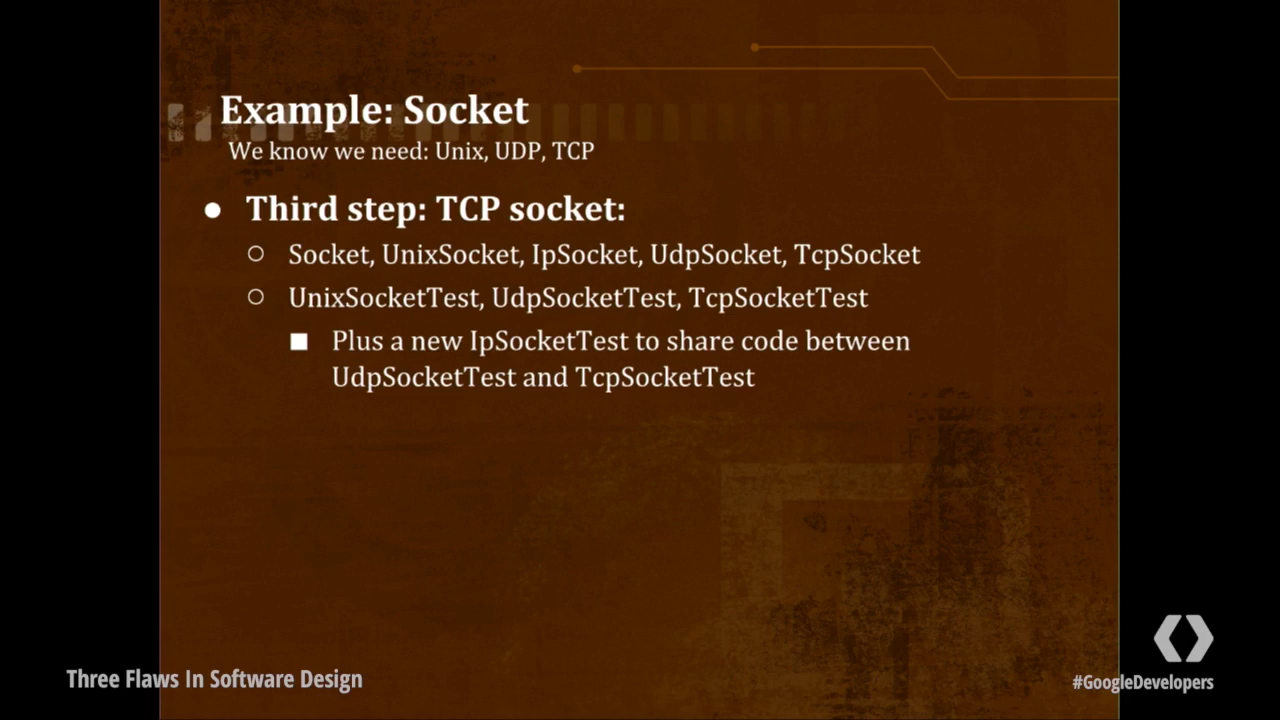 Example: Socket
We know we need: Unix, UDP, TCP
● Third step: TCP socket:
○ Socket, UnixSocket, IpSocket, UdpSocket, TcpSocket
○ UnixSocketTest, UdpSocketTest, TcpSocketTest
■ Plus a new IpSocketTest to share code between
UdpSocketTest and TcpSocketTest
Three Flaws In Software Design
#GoogleDevelopers